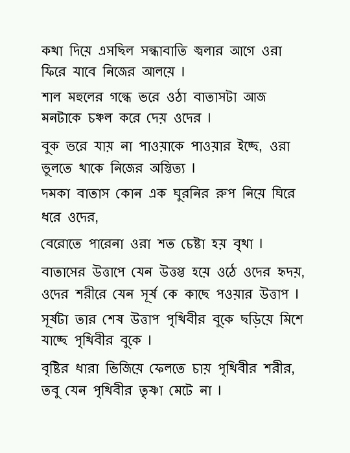 কথা দিয়ে এসছিল সন্ধাবাতি জ্বলার আগে ওরা
ফিরে যাবে নিজের আলয়ে ।
শাল মহুলের গন্ধে ভরে ওঠা বাতাসটা আজ
মনটাকে চঞ্চল করে দেয় ওদের ।
বুক ভরে যায় না পাওয়াকে পাওয়ার ইচ্ছে, ওরা
ভুলতে থাকে নিজের অস্তিত্য ।
দমকা বাতাস কোন এক ঘুরনির রুপ নিয়ে ঘিরে
ধরে ওদের,
বেরোতে পারেনা ওরা শত চেষ্টা হয় বৃথা ।
বাতাসের উত্তাপে যেন উত্তপ্ত হয়ে ওঠে ওদের হৃদয়,
ওদের শরীরে যেন সূর্ষ কে কাছে পওয়ার উত্তাপ ।
সূর্ষটা তার শেষ উত্তাপ পৃথিবীর বুকে ছড়িয়ে মিশে
যাচ্ছে পৃথিবীর বুকে ।
বৃষ্টির ধারা ভিজিয়ে ফেলতে চায় পৃথিবীর শরীর,
তবু যেন পৃথিবীর তৃষ্ণা মেটে না ।